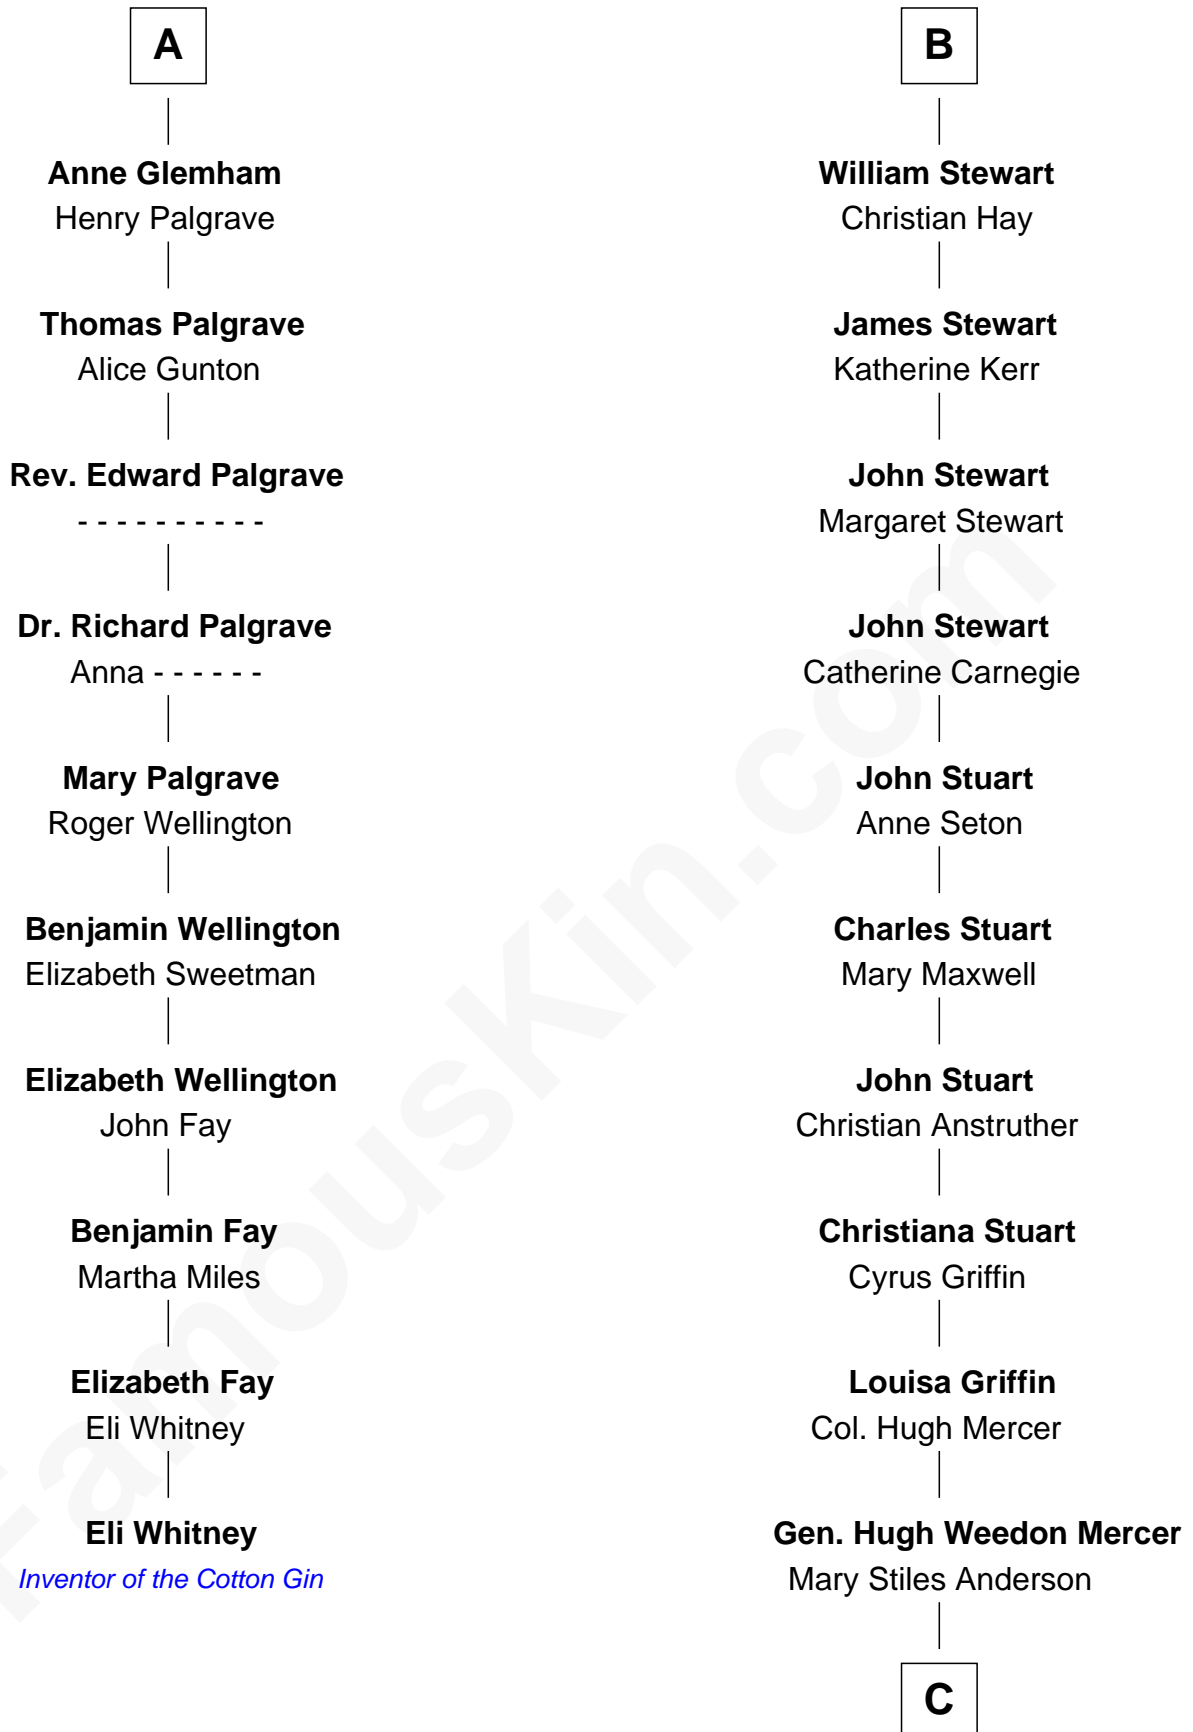 A
Anne Glemham
Henry Palgrave
Thomas Palgrave
Alice Gunton
Rev. Edward Palgrave
- - - - - - - - - -
Dr. Richard Palgrave
Anna - - - - - -
Mary Palgrave
Roger Wellington
Benjamin Wellington
Elizabeth Sweetman
Elizabeth Wellington
John Fay
Benjamin Fay
Martha Miles
Elizabeth Fay
Eli Whitney
Eli Whitney
Inventor of the Cotton Gin
B
William Stewart
Christian Hay
James Stewart
Katherine Kerr
John Stewart
Margaret Stewart
John Stewart
Catherine Carnegie
John Stuart
Anne Seton
Charles Stuart
Mary Maxwell
John Stuart
Christian Anstruther
Christiana Stuart
Cyrus Griffin
Louisa Griffin
Col. Hugh Mercer
Gen. Hugh Weedon Mercer
Mary Stiles Anderson
C
FamousKin.com